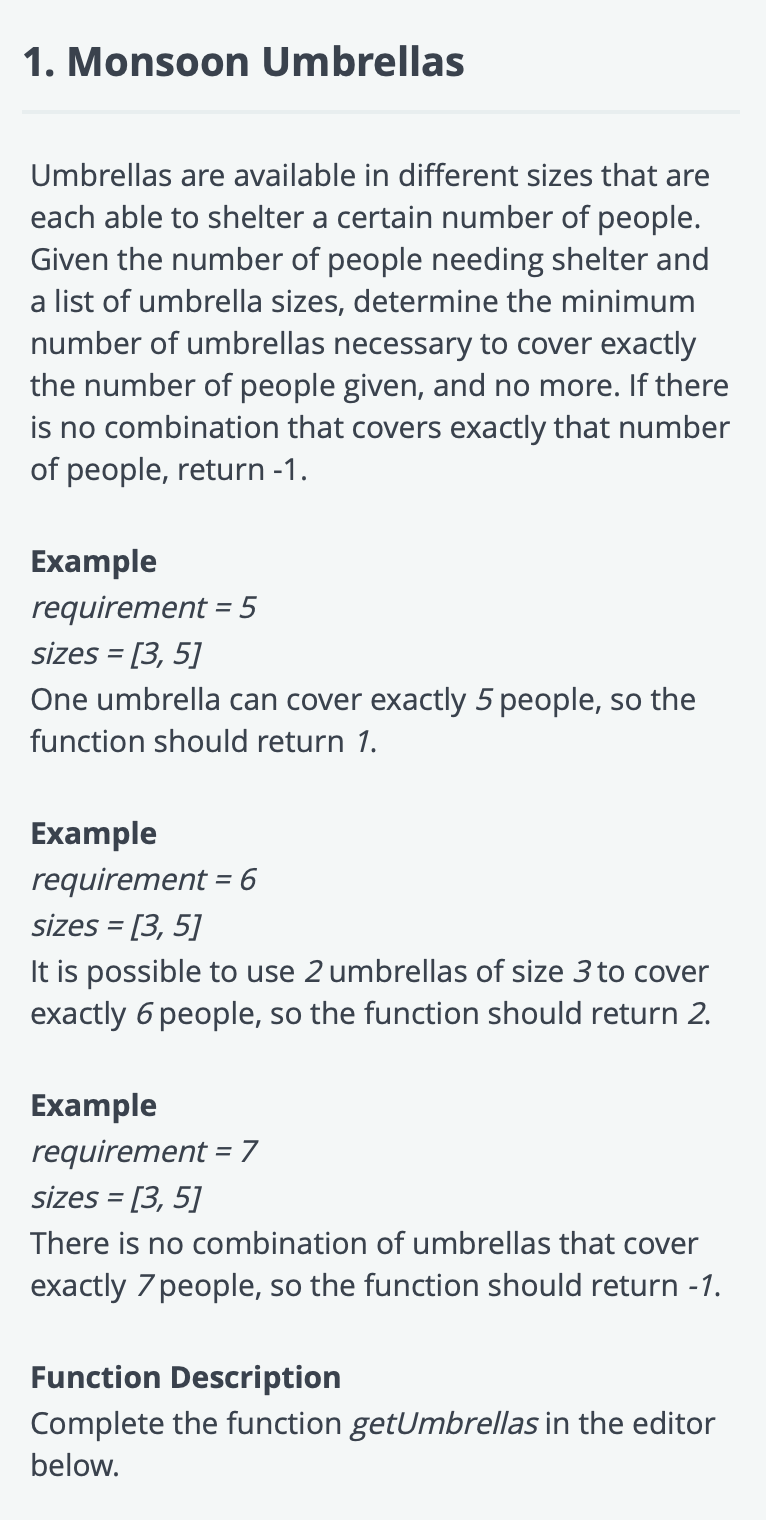 1. Monsoon Umbrellas
Umbrellas are available in different sizes that are
each able to shelter a certain number of people.
Given the number of people needing shelter and
a list of umbrella sizes, determine the minimum
number of umbrellas necessary to cover exactly
the number of people given, and no more. If there
is no combination that covers exactly that number
of people, return -1.
Example
requirement = 5
sizes = [3, 5]
One umbrella can cover exactly 5 people, so the
function should return 1.
Example
requirement = 6
sizes = [3, 5]
It is possible to use 2 umbrellas of size 3 to cover
exactly 6 people, so the function should return 2.
Example
requirement = 7
sizes = [3, 5]
There is no combination of umbrellas that cover
exactly 7 people, so the function should return -1.
Function Description
Complete the function getUmbrellas in the editor
below.